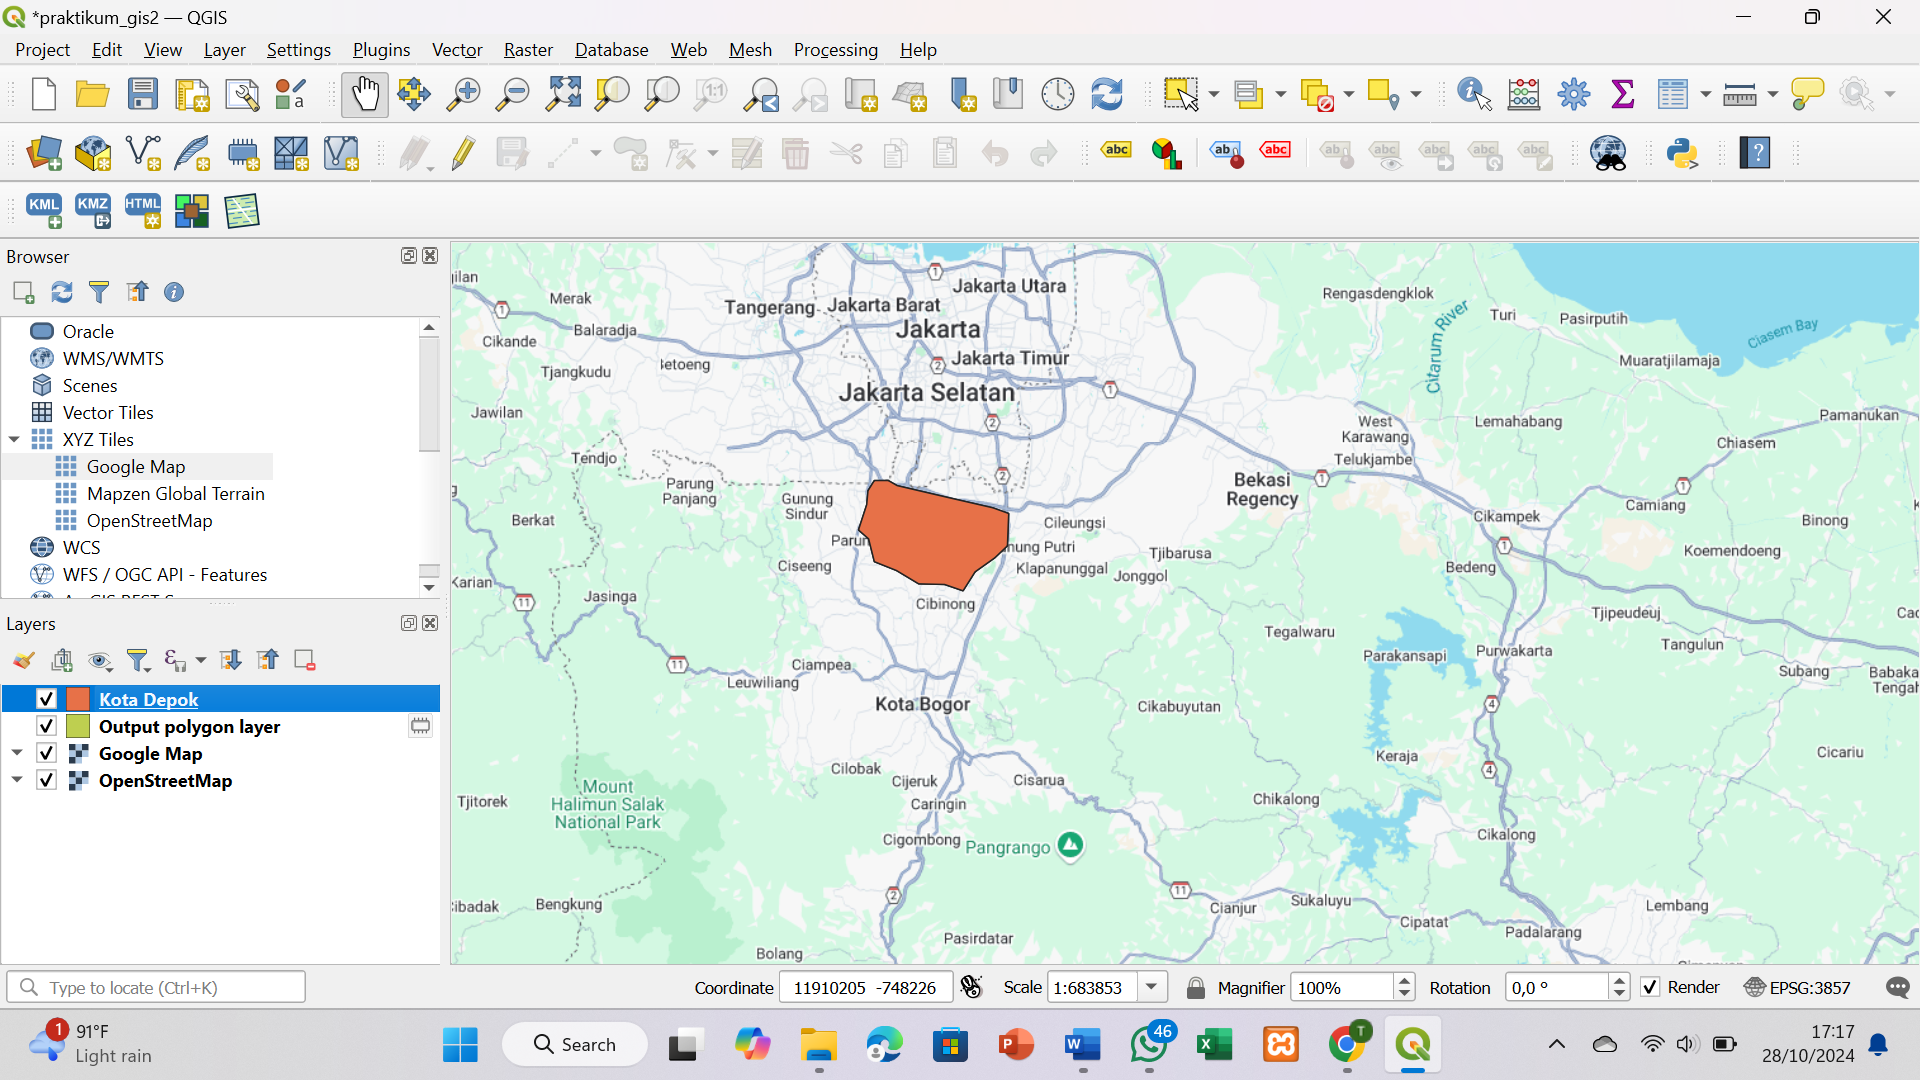 *praktikum_gis2 — QGIS
Project Edit View Layer Settings Plugins Vector Raster Database Web Mesh Processing Help
KML KMZ HTML
Browser
Oracle
WMS/WMTS
Scenes
Vector Tiles
XYZ Tiles
Google Map
Mapzen Global Terrain
OpenStreetMap
WCS
WFS / OGC API - Features
Layers
Kota Depok
Output polygon layer
Google Map
OpenStreetMap
Jakarta Utara
Rengasdengklok
Merak
Tangerang
Jakarta Barat
Turi
Pasirputih
Ciasem Bay
Citarum River
Balaradja
Jakarta
Cikande
Jakarta Timur
Muaratjilamaja
Tjangkudu
Jakarta Selatan
Jawilan
West
Karawang
Lemahabang
Pamanukan
Chiasem
Tendjo
Telukjambe
Parung
Panjang
Bekasi
Regency
Gunung
Sindur
Camiang
Berkat
Cileungsi
Cikampek
Binong
Tjibarusa
Koemendoeng
Ciseeng
Klapanunggal
Jonggol
Bedeng
Karian
Jasinga
Cibinong
Tjipeudeuj
Tegalwaru
Parakansapi
Purwakarta
Tangulun
Ciampea
Subang
Leuwiliang
Kota Bogor
Cikabuyutan
Keraja
Cicariu
Cilobak
Cijeruk
Cisarua
Mount
Halimun Salak
National Park
Tjitorek
Caringin
Chikalong
Cigombong
Pangrango
Cikalong
Bengkung
Cianjur
Sukaluyu
Cipatat
Lembang
Padalarang
Pasirdatar
Bolang
Type to locate (Ctrl+K)
Coordinate 11910205 -748226 Scale 1:683853 Magnifier 100% Rotation 0,0 ° Render EPSG:3857
1 91°F
Light rain
Search
46
17:17
28/10/2024